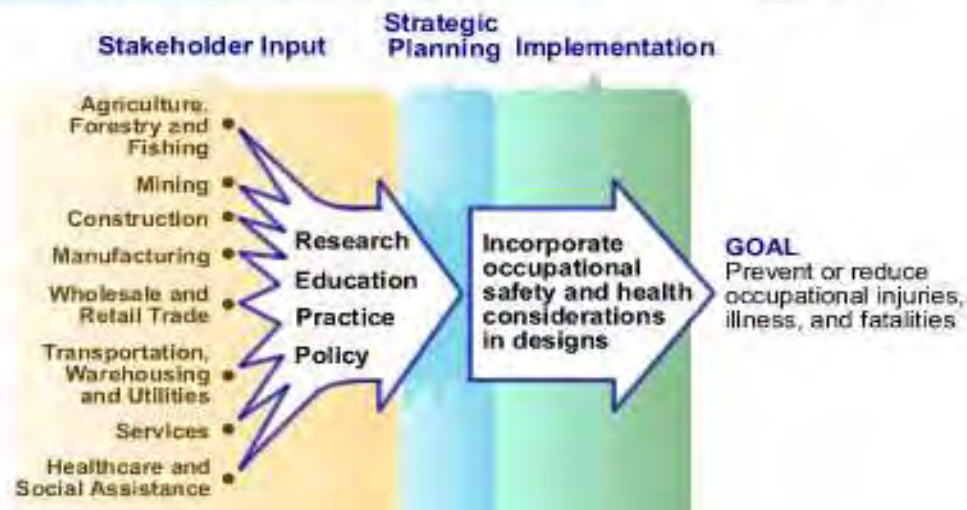 Stakeholder Input
Strategic
Planning
Implementation
Agriculture,
Forestry and
Fishing
Mining
Construction
Manufacturing
Wholesale and
Retail Trade
Transportation,
Warehousing
and Utilities
Services
Healthcare and
Social Assistance
Research
Education
Practice
Policy
Incorporate
occupational
safety and health
considerations
in designs
GOAL
Prevent or reduce
occupational injuries,
illness, and fatalities